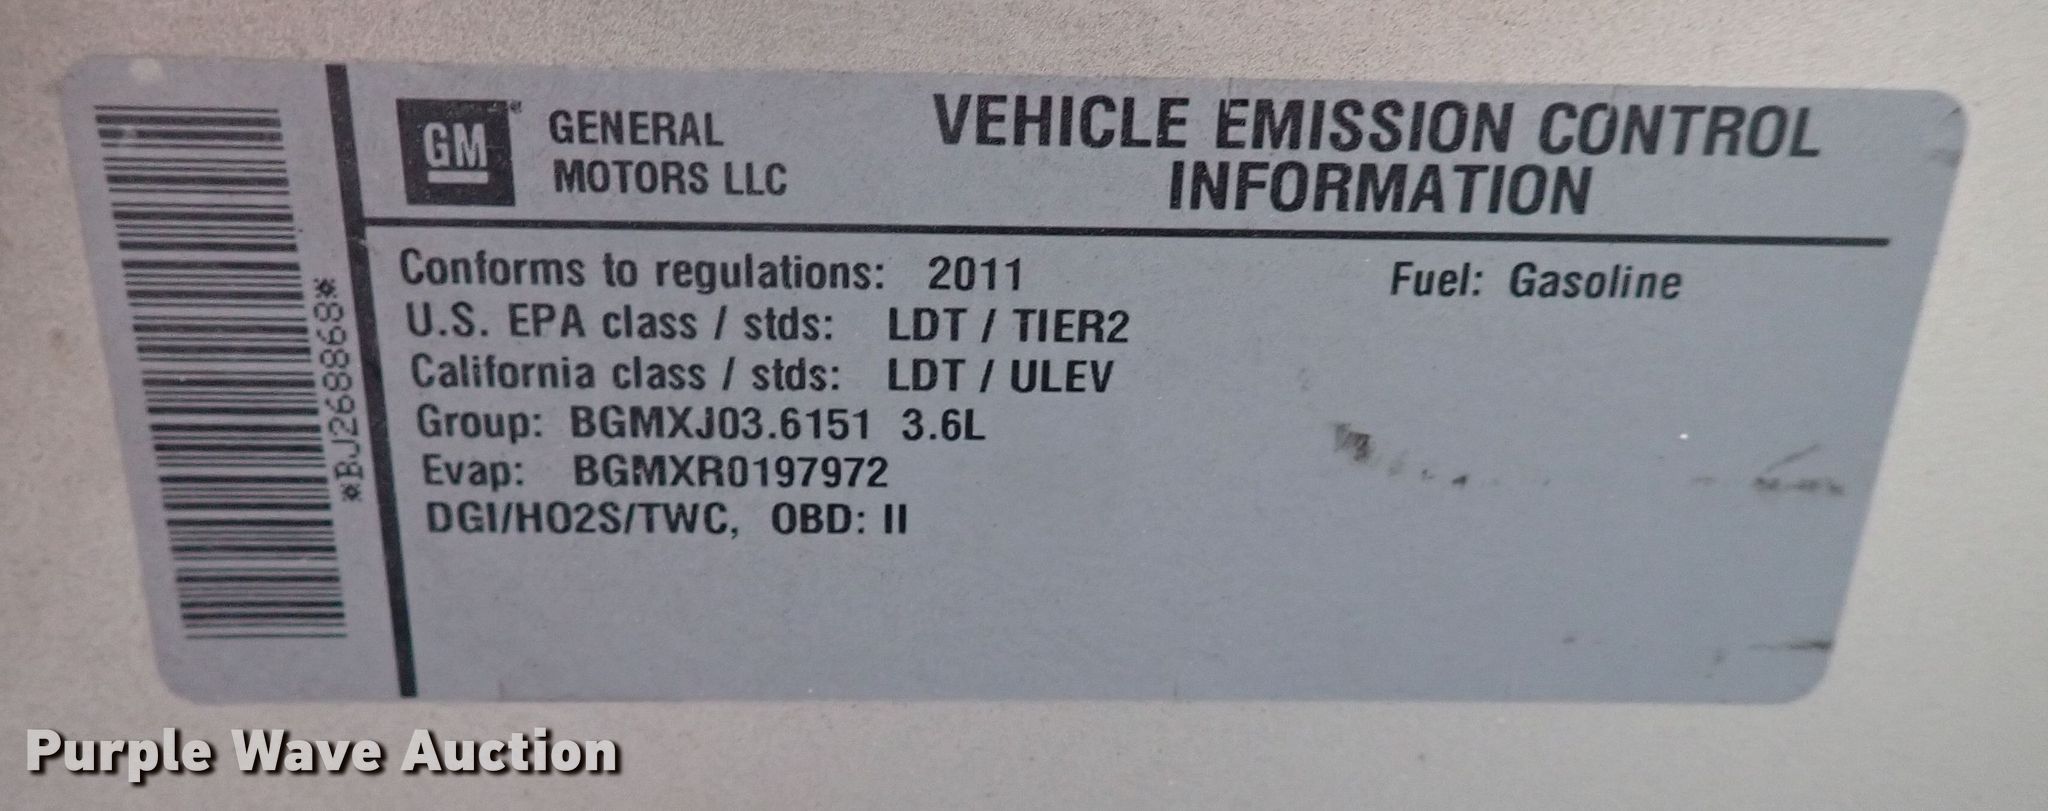 *BJ268868*
GM
GENERAL
MOTORS LLC
VEHICLE EMISSION CONTROL
INFORMATION
Conforms to regulations: 2011
Fuel: Gasoline
U.S. EPA class / stds: LDT / TIER2
California class / stds: LDT / ULEV
Group: BGMXJ03.6151 3.6L
Evap: BGMXR0197972
DGI/HO2S/TWC, OBD: II
Purple Wave Auction